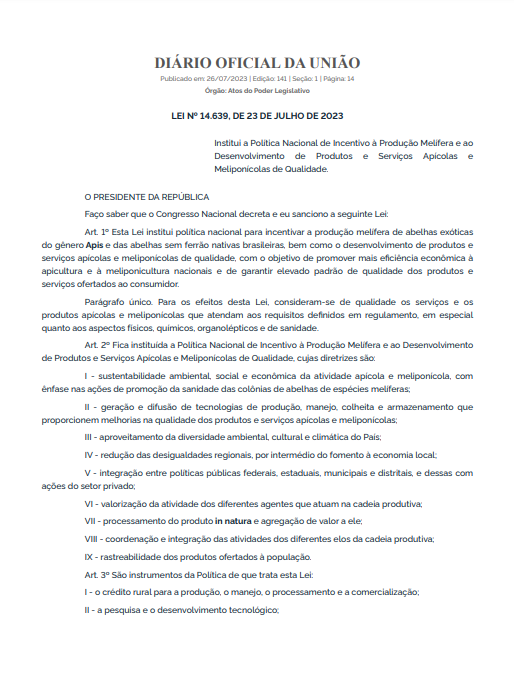 DIÁRIO OFICIAL DA UNIÃO
Publicado em: 26/07/2023 | Edição: 141 | Seção: 1 | Página: 14
Órgão: Atos do Poder Legislativo
LEI Nº 14.639, DE 23 DE JULHO DE 2023
Institui a Política Nacional de Incentivo à Produção Melífera e ao
Desenvolvimento de Produtos e Serviços Apícolas e
Meliponícolas de Qualidade.
O PRESIDENTE DA REPÚBLICA
Faço saber que o Congresso Nacional decreta e eu sanciono a seguinte Lei:
Art. 1º Esta Lei institui política nacional para incentivar a produção melífera de abelhas exóticas
do gênero Apis e das abelhas sem ferrão nativas brasileiras, bem como o desenvolvimento de produtos e
serviços apícolas e meliponícolas de qualidade, com o objetivo de promover mais eficiência econômica à
apicultura e à meliponicultura nacionais e de garantir elevado padrão de qualidade dos produtos e
serviços ofertados ao consumidor.
Parágrafo único. Para os efeitos desta Lei, consideram-se de qualidade os serviços e os
produtos apícolas e meliponícolas que atendam aos requisitos definidos em regulamento, em especial
quanto aos aspectos físicos, químicos, organolépticos e de sanidade.
Art. 2º Fica instituída a Política Nacional de Incentivo à Produção Melífera e ao Desenvolvimento
de Produtos e Serviços Apícolas e Meliponícolas de Qualidade, cujas diretrizes são:
I - sustentabilidade ambiental, social e econômica da atividade apícola e meliponícola, com
ênfase nas ações de promoção da sanidade das colônias de abelhas de espécies melíferas;
II - geração e difusão de tecnologias de produção, manejo, colheita e armazenamento que
proporcionem melhorias na qualidade dos produtos e serviços apícolas e meliponícolas;
III - aproveitamento da diversidade ambiental, cultural e climática do País;
IV - redução das desigualdades regionais, por intermédio do fomento à economia local;
V - integração entre políticas públicas federais, estaduais, municipais e distritais, e dessas com
ações do setor privado;
VI - valorização da atividade dos diferentes agentes que atuam na cadeia produtiva;
VII - processamento do produto in natura e agregação de valor a ele;
VIII - coordenação e integração das atividades dos diferentes elos da cadeia produtiva;
IX - rastreabilidade dos produtos ofertados à população.
Art. 3º São instrumentos da Política de que trata esta Lei:
I - o crédito rural para a produção, o manejo, o processamento e a comercialização;
II - a pesquisa e o desenvolvimento tecnológico;